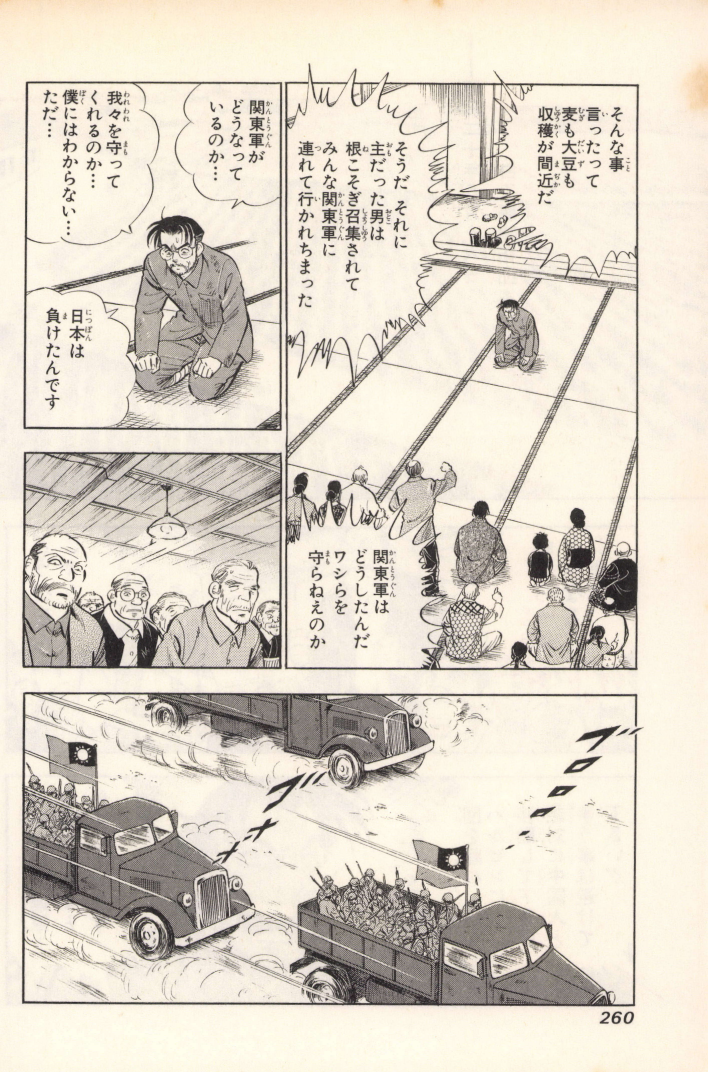 そんな事
言ったって
麦も大豆も
収穫が間近だ
そうだ それに
主だった男は
根こそぎ召集されて
みんな関東軍に
連れて行かれちまった
関東軍は
どうしたんだ
ワシらを
守らねえのか
関東軍が
どうなって
いるのか…
我々を守って
くれるのか…
僕にはわからない…
ただ…
日本は
負けたんです
ブロロ…
ブ…
260